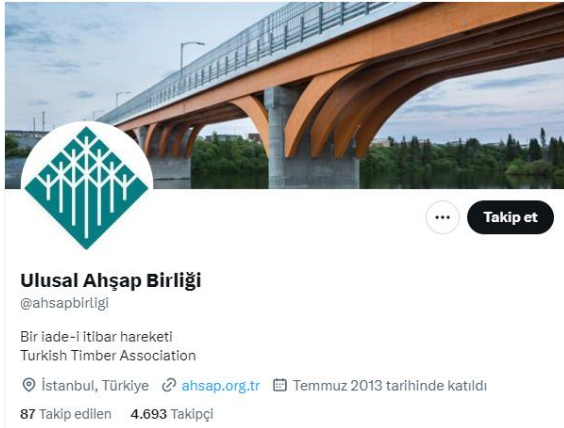 Takip et
Ulusal Ahşap Birliği
@ahsapbirligi
Bir iade-i itibar hareketi
Turkish Timber Association
İstanbul, Türkiye ahsap.org.tr Temmuz 2013 tarihinde katıldı
87 Takip edilen 4.693 Takipçi